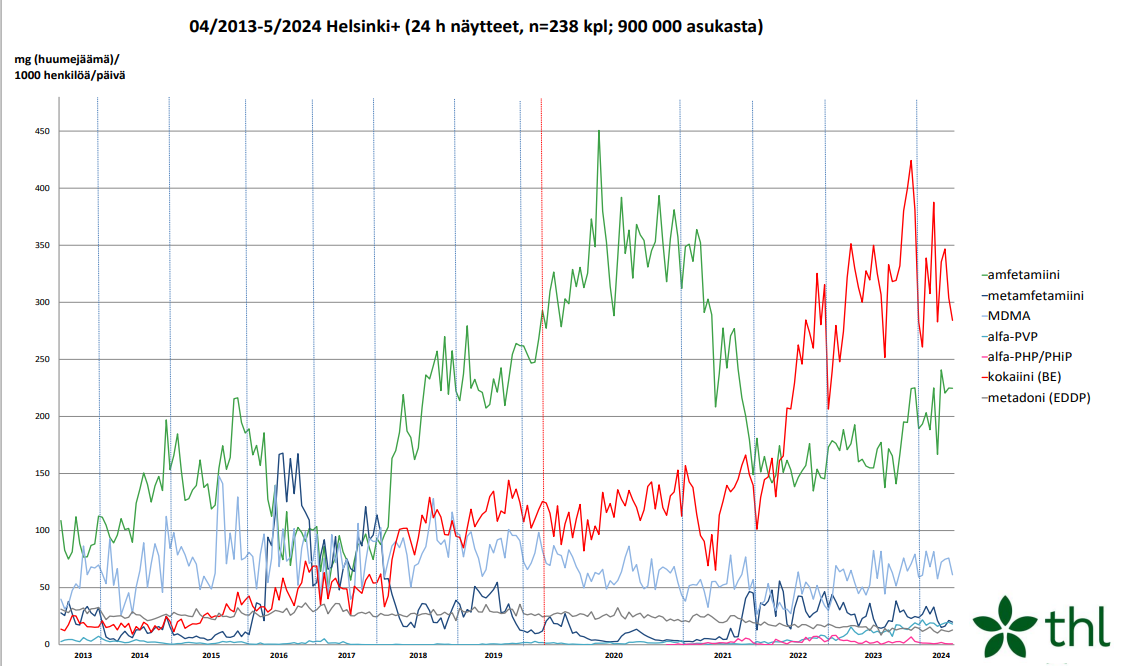 04/2013-5/2024 Helsinki+ (24 h näytteet, n=238 kpl; 900 000 asukasta)
mg (huumejäämä)/
1000 henkilöä/päivä
450
400
350
300
250
200
150
100
50
0
2013 2014 2015 2016 2017 2018 2019 2020 2021 2022 2023 2024
amfetamiini
metamfetamiini
MDMA
alfa-PVP
alfa-PHP/PHiP
kokaiini (BE)
metadoni (EDDP)
thl